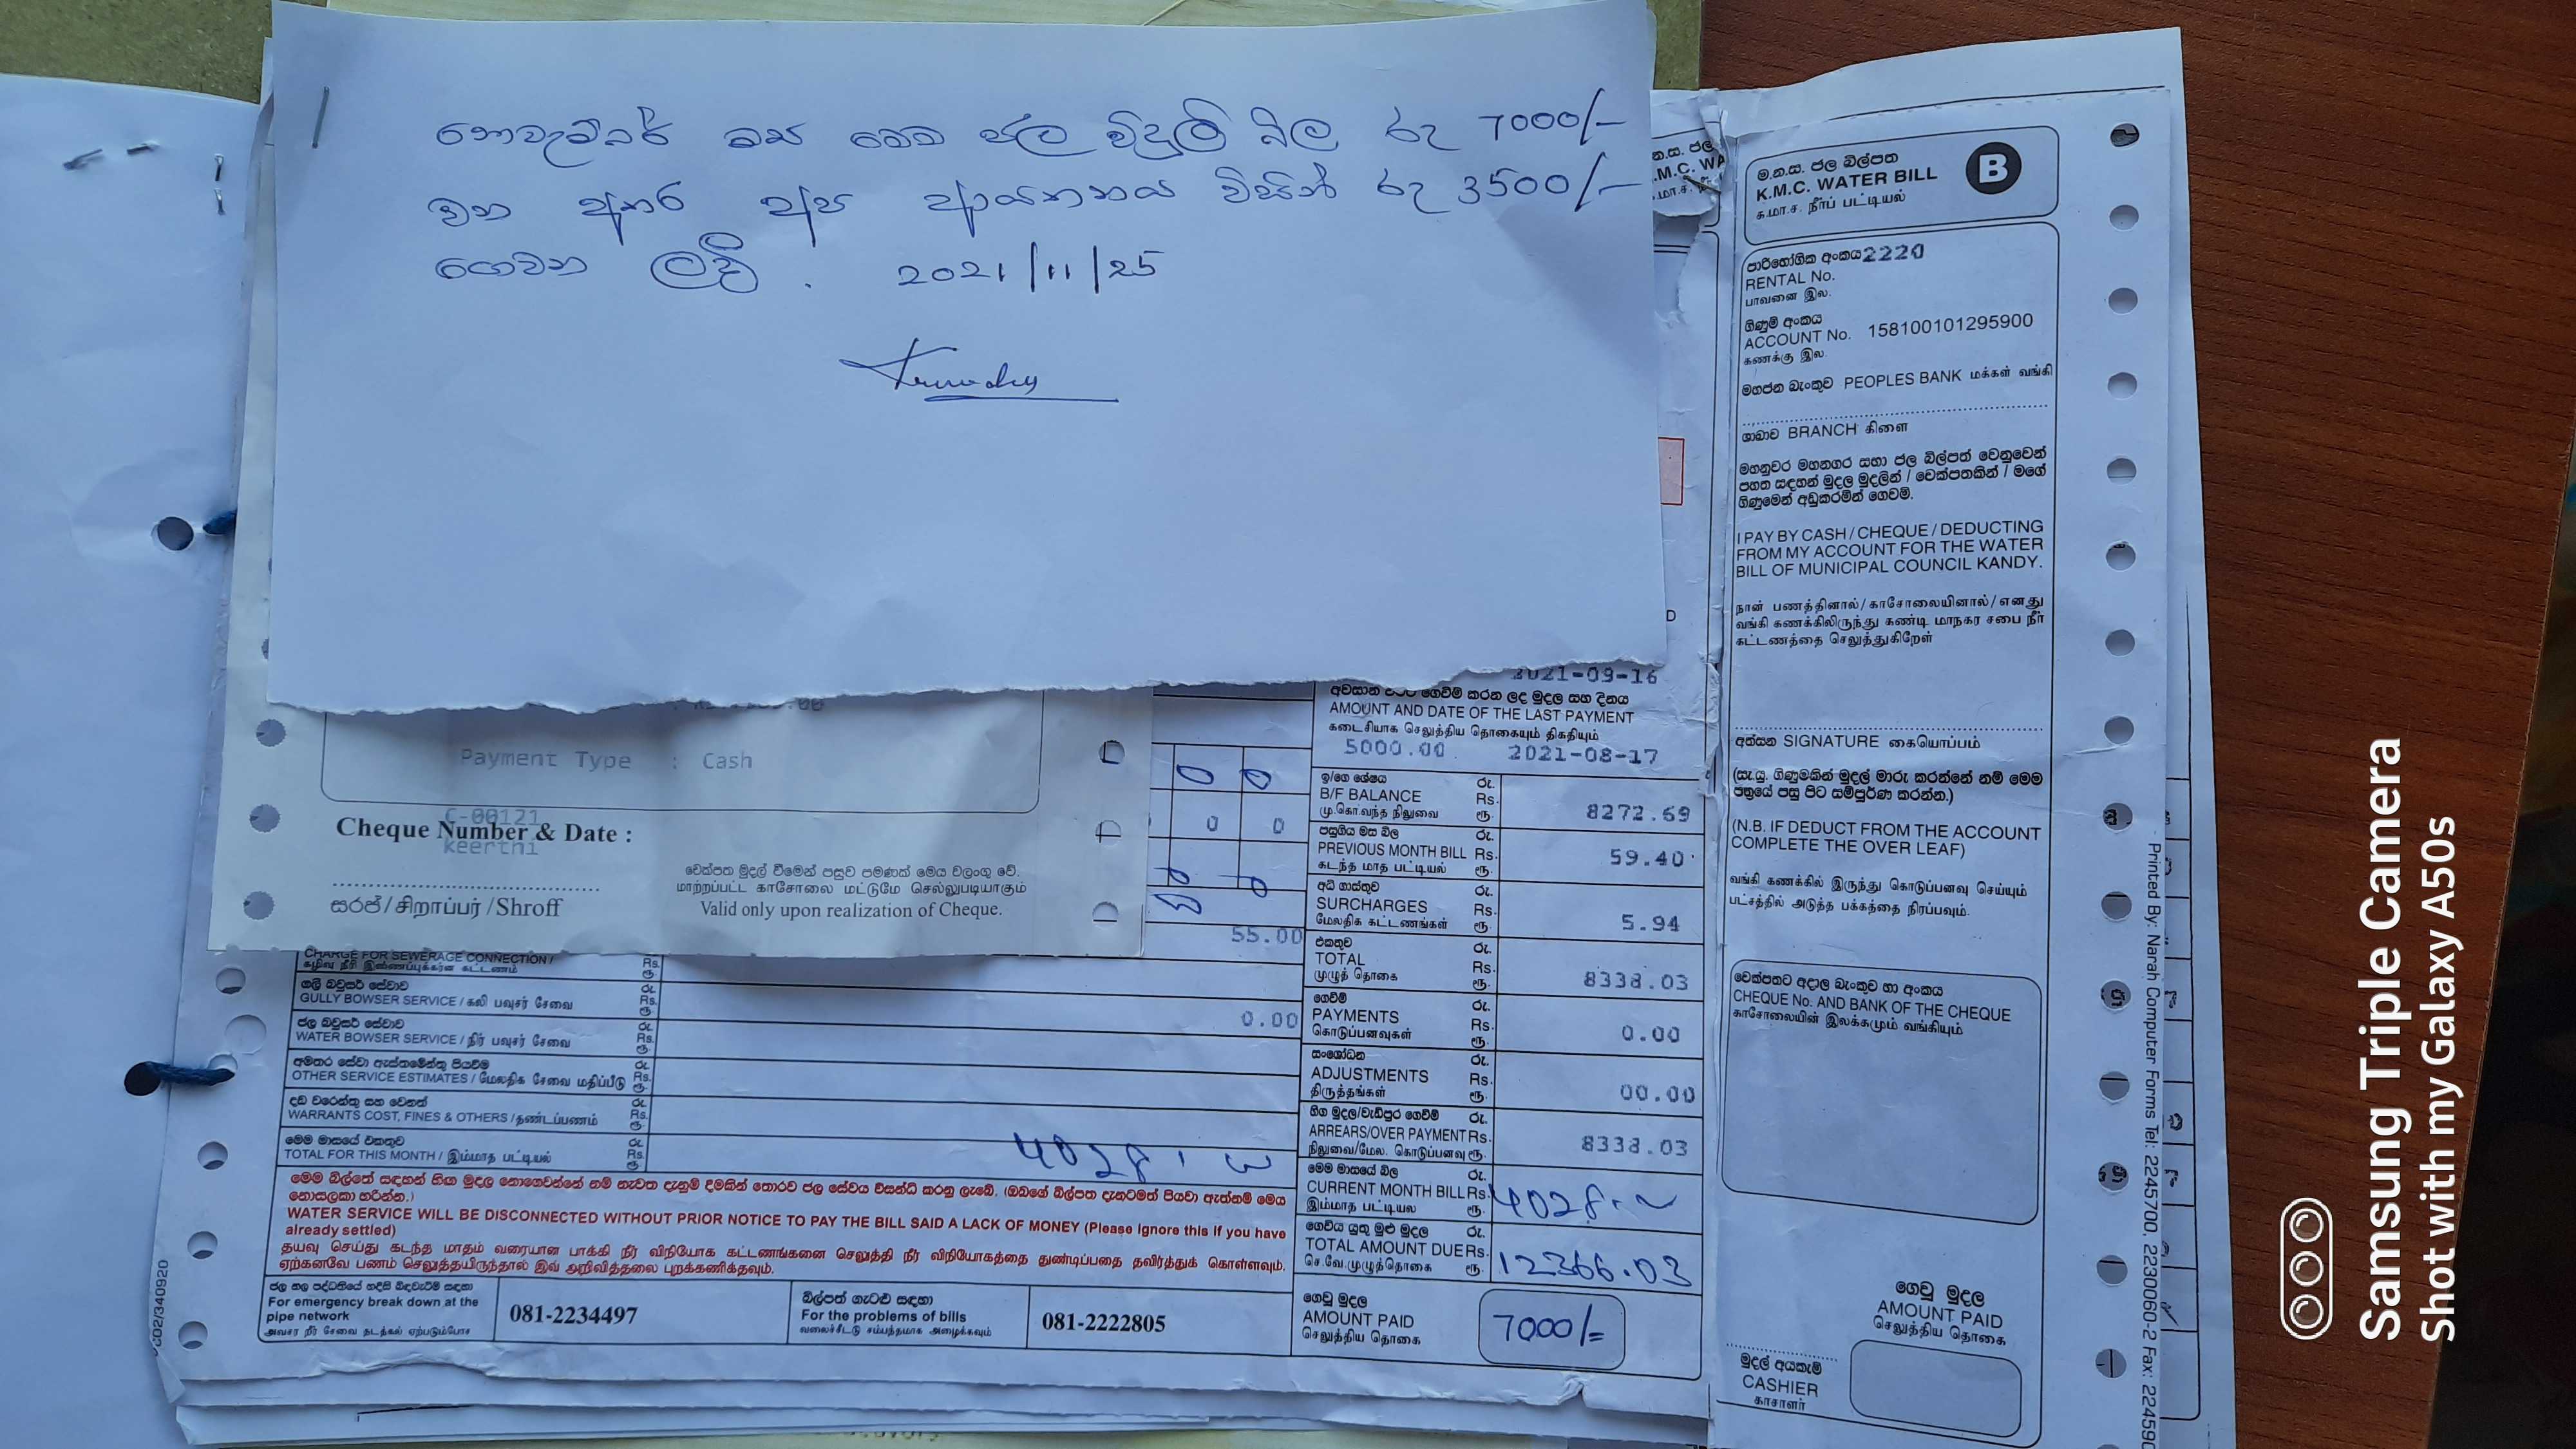 නොවැම්බර් මස මෙම ජල විදුලි බිල රු 7000/-
වන අතර අප ආයතනය විසින් රු 3500/-
ගෙවන ලදි. 2021/11/25
Payment Type : Cash
C-00121
Cheque Number & Date :
keerthi
චෙක්පත මුදල් වීමෙන් පසුව පමණක් මෙය වලංගු වේ.
மாற்றப்பட்ட காசோலை மட்டுமே செல்லுபடியாகும்
Valid only upon realization of Cheque.
සරප්/சிறாப்பர்/Shroff
2021-09-16
AMOUNT AND DATE OF THE LAST PAYMENT
கடைசியாக செலுத்திய தொகையும் திகதியும்
5000.00 2021-08-17
ඉ/ගෙ ශේෂය රු.
B/F BALANCE Rs. 8272.69
மு.கொ.வந்த நிலுவை ரூ.
පසුගිය මස බිල රු.
PREVIOUS MONTH BILL Rs. 59.40
கடந்த மாத பட்டியல் ரூ.
අධි ගාස්තුව රු.
SURCHARGES Rs. 5.94
மேலதிக கட்டணங்கள் ரூ.
එකතුව රු.
TOTAL Rs. 8338.03
முழுத் தொகை ரூ.
ගෙවීම් රු.
PAYMENTS Rs. 0.00
கொடுப்பனவுகள் ரூ.
සංශෝධන රු.
ADJUSTMENTS Rs. 00.00
திருத்தங்கள் ரூ.
හිග මුදල/වැඩිපුර ගෙවීම් රු.
ARREARS/OVER PAYMENT Rs. 8338.03
நிலுவை/மேல. கொடுப்பனவு ரூ.
මෙම මාසයේ බිල රු.
CURRENT MONTH BILL Rs. 4028.~
இம்மாத பட்டியல ரூ.
ගෙවිය යුතු මුළු මුදල රු.
TOTAL AMOUNT DUE Rs. 12366.03
செ.வே.முழுத்தொகை ரூ.
ගෙවූ මුදල
AMOUNT PAID 7000/=
செலுத்திய தொகை
55.00
CHARGE FOR SEWERAGE CONNECTION / Rs.
ගලි බවුසර් සේවාව රු.
GULLY BOWSER SERVICE / கலி பவுசர் சேவை Rs.
0.00
ජල බවුසර් සේවාව රු.
WATER BOWSER SERVICE / நிர் பவுசர் சேவை Rs.
අමතර සේවා ඇස්තමේන්තු පියවීම රු.
OTHER SERVICE ESTIMATES / மேலதிக சேவை மதிப்பீடு Rs.
දඩ වරෙන්තු සහ වෙනත් රු.
WARRANTS COST, FINES & OTHERS / தண்டப்பணம் Rs.
මෙම මාසයේ එකතුව රු.
TOTAL FOR THIS MONTH / இம்மாத பட்டியல் Rs. 4028.
මෙම බිල්පතේ සඳහන් හිඟ මුදල නොගෙවන්නේ නම් නැවත දැනුම් දීමකින් තොරව ජල සේවය විසන්ධි කරනු ලැබේ. (ඔබගේ බිල්පත දැනටමත් පියවා ඇත්නම් මෙය
නොසලකා හරින්න.)
WATER SERVICE WILL BE DISCONNECTED WITHOUT PRIOR NOTICE TO PAY THE BILL SAID A LACK OF MONEY (Please Ignore this if you have
already settled)
தயவு செய்து கடந்த மாதம் வரையான பாக்கி நீர் விநியோக கட்டணங்களை செலுத்தி நீர் விநியோகத்தை துண்டிப்பதை தவிர்த்துக் கொள்ளவும்.
ஏற்கனவே பணம் செலுத்தயிருந்தால் இவ் அறிவித்தலை புறக்கணிக்கவும்.
ජල නල පද්ධතියේ හදිසි බිඳවැටීම් සඳහා
For emergency break down at the
pipe network 081-2234497
அவசர நீர் சேவை தடத்கல் ஏற்படும்போச
බිල්පත් ගැටළු සඳහා
For the problems of bills 081-2222805
வலைச்சீட்டு சம்பந்தமாக அழைக்கவும்
C02/340920
ම.න.ස. ජල බිල්පත
K.M.C. WATER BILL B
க.மா.ச. நீர்ப் பட்டியல்
පාරිභෝගික අංකය 2220
RENTAL No.
பாவனை இல.
ගිණුම් අංකය
ACCOUNT No. 158100101295900
கணக்கு இல.
මහජන බැංකුව PEOPLES BANK மக்கள் வங்கி
ශාඛාව BRANCH கிளை
මහනුවර මහනගර සභා ජල බිල්පත් වෙනුවෙන්
පහත සඳහන් මුදල මුදලින් / චෙක්පතකින් / මගේ
ගිණුමෙන් අඩුකරමින් ගෙවමි.
I PAY BY CASH / CHEQUE / DEDUCTING
FROM MY ACCOUNT FOR THE WATER
BILL OF MUNICIPAL COUNCIL KANDY.
நான் பணத்தினால்/காசோலையினால்/எனது
வங்கி கணக்கிலிருந்து கண்டி மாநகர சபை நீர்
கட்டணத்தை செலுத்துகிறேள்
අත්සන SIGNATURE கையொப்பம்
(සැ.යු. ගිණුමකින් මුදල් මාරු කරන්නේ නම් මෙම
පත්‍රයේ පසු පිට සම්පූර්ණ කරන්න.)
(N.B. IF DEDUCT FROM THE ACCOUNT
COMPLETE THE OVER LEAF)
வங்கி கணக்கில் இருந்து கொடுப்பனவு செய்யும்
பட்சத்தில் அடுத்த பக்கத்தை நிரப்பவும்.
චෙක්පතට අදාල බැංකුව හා අංකය
CHEQUE No. AND BANK OF THE CHEQUE
காசோலையின் இலக்கமும் வங்கியும்
ගෙවූ මුදල
AMOUNT PAID
செலுத்திய தொகை
මුදල් අයකැමි
CASHIER
காசாளர்
Printed By: Narah Computer Forms Tel: 2245700, 2230060-2 Fax: 224590
Samsung Triple Camera
Shot with my Galaxy A50s